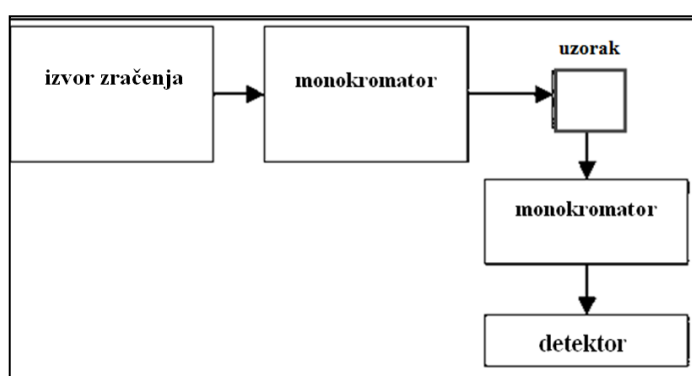 izvor zračenja
monokromator
uzorak
monokromator
detektor